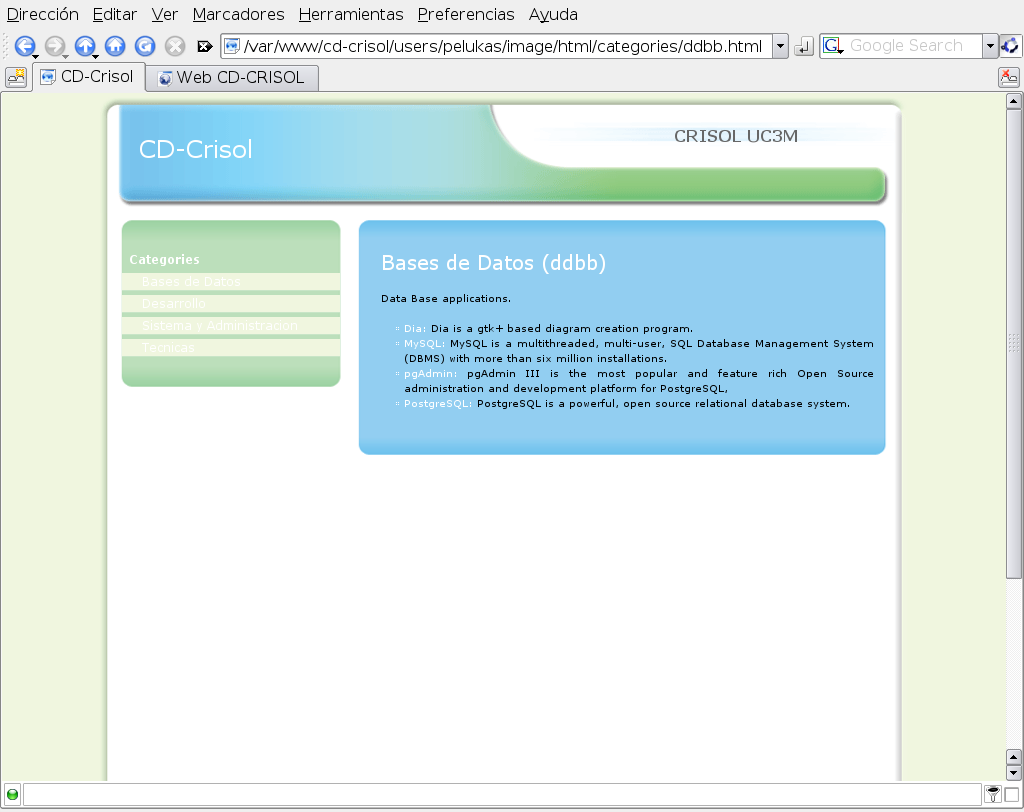 Dirección Editar Ver Marcadores Herramientas Preferencias Ayuda
/var/www/cd-crisol/users/pelukas/image/html/categories/ddbb.html
Google Search
CD-Crisol
Web CD-CRISOL
CD-Crisol
CRISOL UC3M
Categories
Bases de Datos
Desarrollo
Sistema y Administración
Técnicas
Bases de Datos (ddbb)
Data Base applications.
Dia: Dia is a gtk+ based diagram creation program.
MySQL: MySQL is a multithreaded, multi-user, SQL Database Management System
(DBMS) with more than six million installations.
pgAdmin: pgAdmin III is the most popular and feature rich Open Source
administration and development platform for PostgreSQL,
PostgreSQL: PostgreSQL is a powerful, open source relational database system.